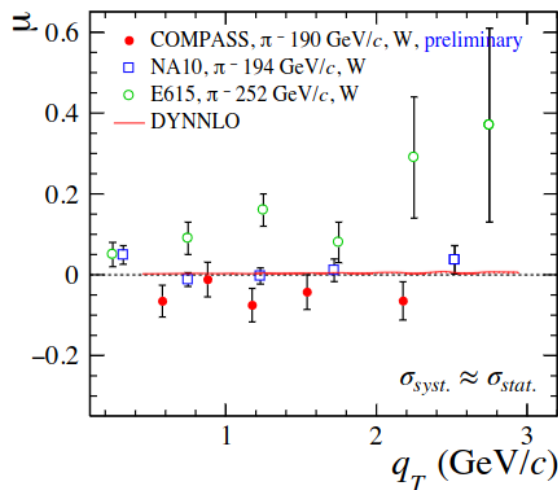 μ
0.6
0.4
0.2
0
−0.2
COMPASS, π⁻ 190 GeV/c, W, preliminary
NA10, π⁻ 194 GeV/c, W
E615, π⁻ 252 GeV/c, W
DYNNLO
σsyst. ≈ σstat.
1 2 3
qT (GeV/c)